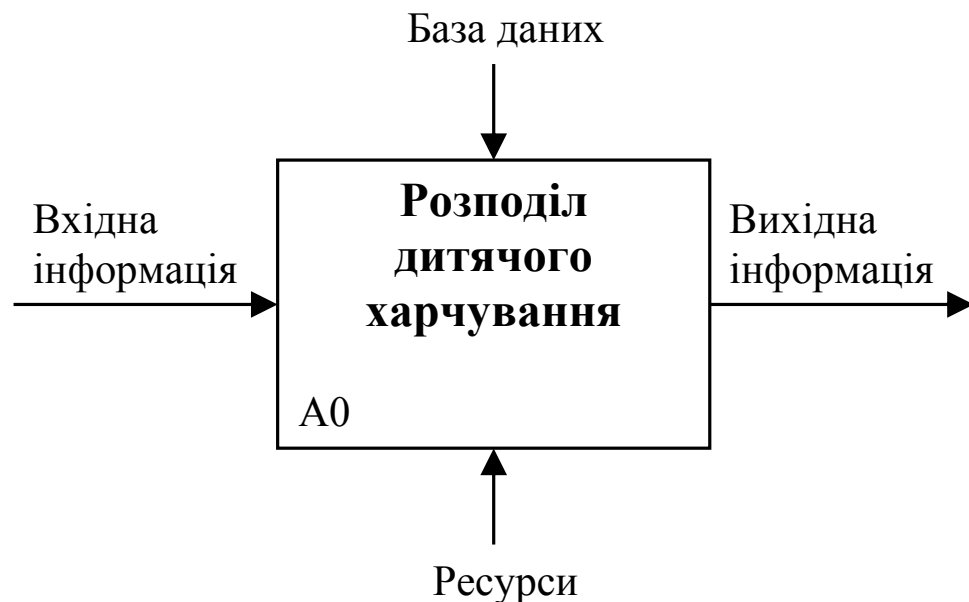 База даних
Вхідна
інформація
Розподіл
дитячого
харчування
А0
Вихідна
інформація
Ресурси